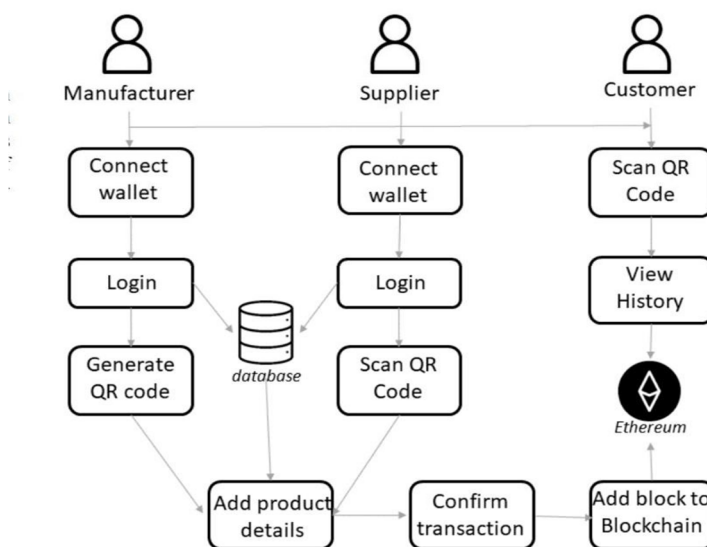 Manufacturer
Supplier
Customer
Connect
wallet
Connect
wallet
Scan QR
Code
Login
Login
View
History
Generate
QR code
database
Scan QR
Code
Ethereum
Add product
details
Confirm
transaction
Add block to
Blockchain